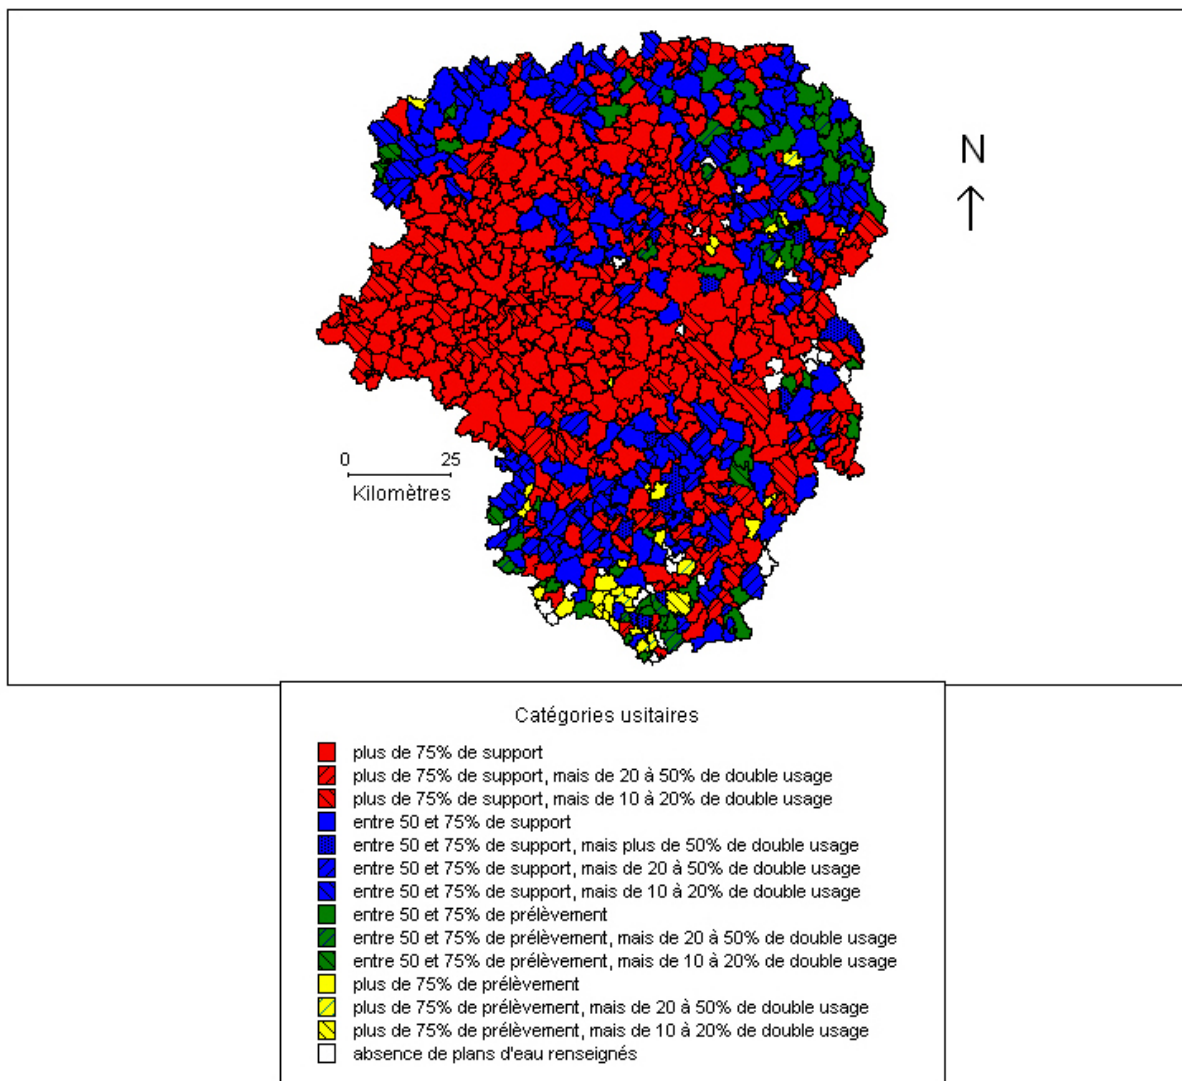 N
0 25
Kilomètres
Catégories usitaires
plus de 75% de support
plus de 75% de support, mais de 20 à 50% de double usage
plus de 75% de support, mais de 10 à 20% de double usage
entre 50 et 75% de support
entre 50 et 75% de support, mais plus de 50% de double usage
entre 50 et 75% de support, mais de 20 à 50% de double usage
entre 50 et 75% de support, mais de 10 à 20% de double usage
entre 50 et 75% de prélèvement
entre 50 et 75% de prélèvement, mais de 20 à 50% de double usage
entre 50 et 75% de prélèvement, mais de 10 à 20% de double usage
plus de 75% de prélèvement
plus de 75% de prélèvement, mais de 20 à 50% de double usage
plus de 75% de prélèvement, mais de 10 à 20% de double usage
absence de plans d'eau renseignés